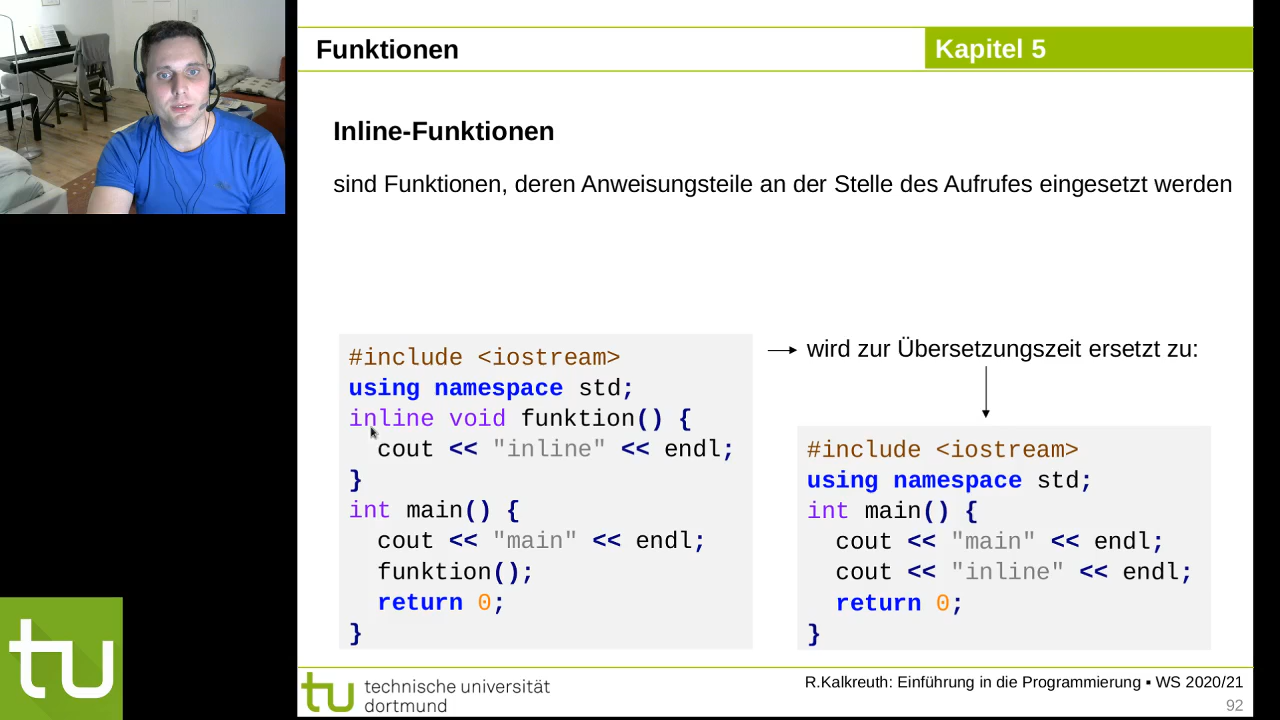 Funktionen
Kapitel 5
Inline-Funktionen
sind Funktionen, deren Anweisungsteile an der Stelle des Aufrufes eingesetzt werden
#include <iostream>
using namespace std;
inline void funktion() {
  cout << "inline" << endl;
}
int main() {
  cout << "main" << endl;
  funktion();
  return 0;
}
wird zur Übersetzungszeit ersetzt zu:
#include <iostream>
using namespace std;
int main() {
  cout << "main" << endl;
  cout << "inline" << endl;
  return 0;
}
tu
tu technische universität
dortmund
R.Kalkreuth: Einführung in die Programmierung ▪ WS 2020/21
92